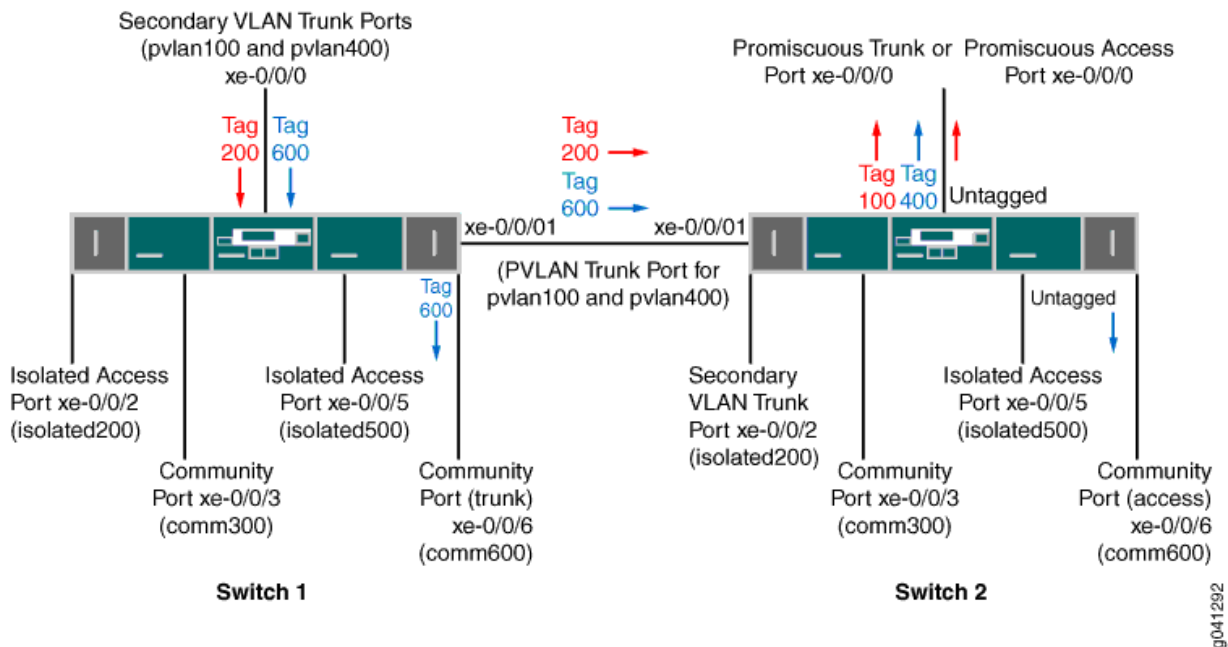 Secondary VLAN Trunk Ports
(pvlan100 and pvlan400)
xe-0/0/0
Tag
200
Tag
600
Tag
200
Tag
600
Promiscuous Trunk or
Port xe-0/0/0
Promiscuous Access
Port xe-0/0/0
Tag
100
Tag
400
Untagged
xe-0/0/01
xe-0/0/01
(PVLAN Trunk Port for
pvlan100 and pvlan400)
Tag
600
Untagged
Isolated Access
Port xe-0/0/2
(isolated200)
Isolated Access
Port xe-0/0/5
(isolated500)
Community
Port xe-0/0/3
(comm300)
Community
Port (trunk)
xe-0/0/6
(comm600)
Switch 1
Secondary
VLAN Trunk
Port xe-0/0/2
(isolated200)
Isolated Access
Port xe-0/0/5
(isolated500)
Community
Port xe-0/0/3
(comm300)
Community
Port (access)
xe-0/0/6
(comm600)
Switch 2
g041292